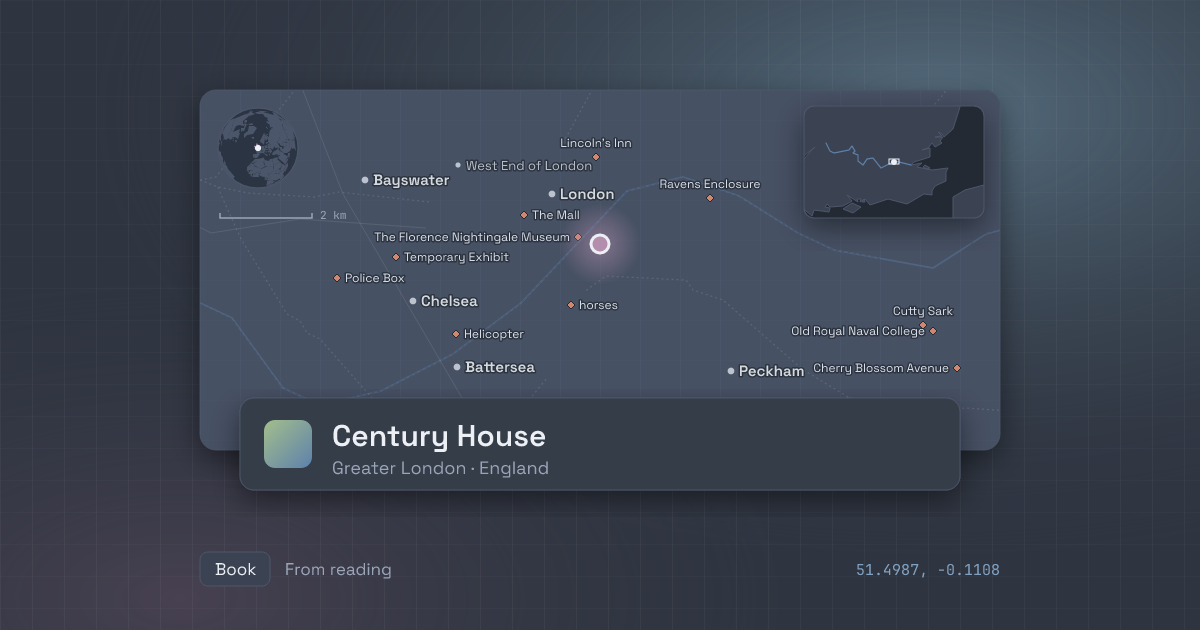 Lincoln's Inn
West End of London
Bayswater
London
Ravens Enclosure
2 km
The Mall
The Florence Nightingale Museum
Temporary Exhibit
Police Box
Chelsea
horses
Cutty Sark
Old Royal Naval College
Helicopter
Battersea
Peckham
Cherry Blossom Avenue
Century House
Greater London · England
Book
From reading
51.4987, -0.1108